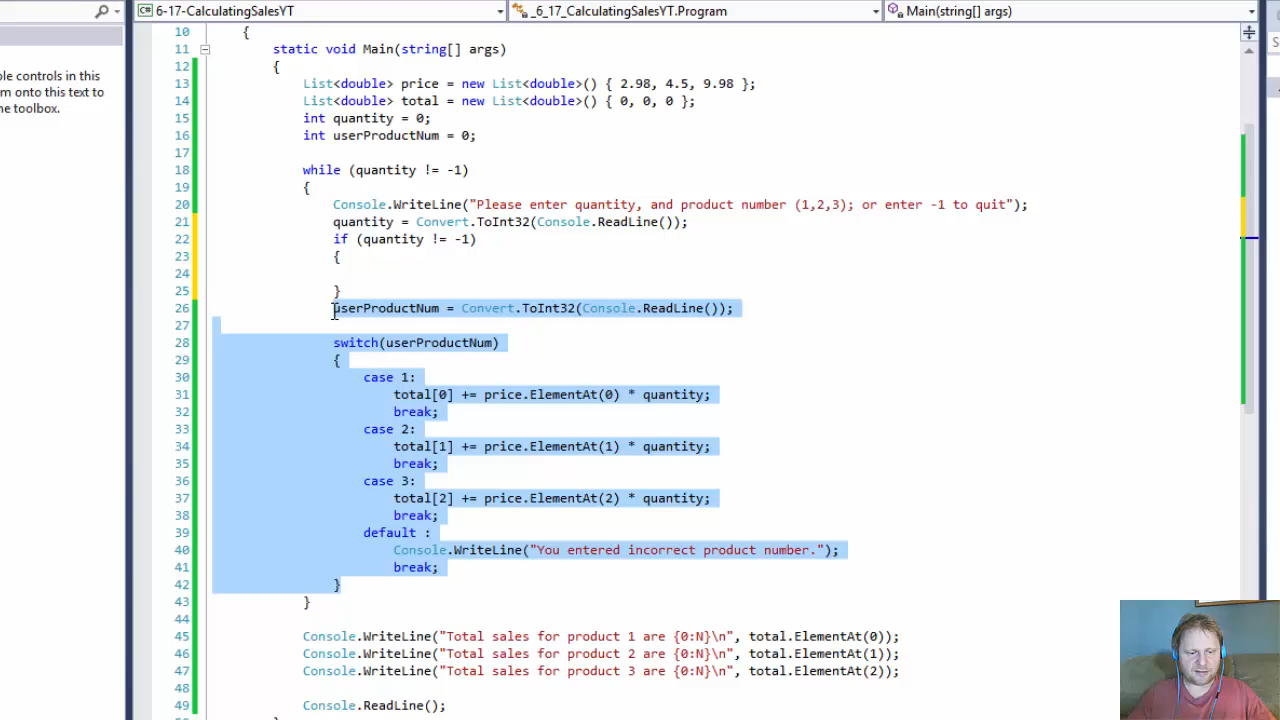 6-17-CalculatingSalesYT
_6_17_CalculatingSalesYT.Program
Main(string[] args)
ole controls in this
m onto this text to
he toolbox.
10 {
11 static void Main(string[] args)
12 {
13 List<double> price = new List<double>() { 2.98, 4.5, 9.98 };
14 List<double> total = new List<double>() { 0, 0, 0 };
15 int quantity = 0;
16 int userProductNum = 0;
17
18 while (quantity != -1)
19 {
20 Console.WriteLine("Please enter quantity, and product number (1,2,3); or enter -1 to quit");
21 quantity = Convert.ToInt32(Console.ReadLine());
22 if (quantity != -1)
23 {
24
25 }
26 userProductNum = Convert.ToInt32(Console.ReadLine());
27
28 switch(userProductNum)
29 {
30 case 1:
31 total[0] += price.ElementAt(0) * quantity;
32 break;
33 case 2:
34 total[1] += price.ElementAt(1) * quantity;
35 break;
36 case 3:
37 total[2] += price.ElementAt(2) * quantity;
38 break;
39 default :
40 Console.WriteLine("You entered incorrect product number.");
41 break;
42 }
43 }
44
45 Console.WriteLine("Total sales for product 1 are {0:N}\n", total.ElementAt(0));
46 Console.WriteLine("Total sales for product 2 are {0:N}\n", total.ElementAt(1));
47 Console.WriteLine("Total sales for product 3 are {0:N}\n", total.ElementAt(2));
48
49 Console.ReadLine();